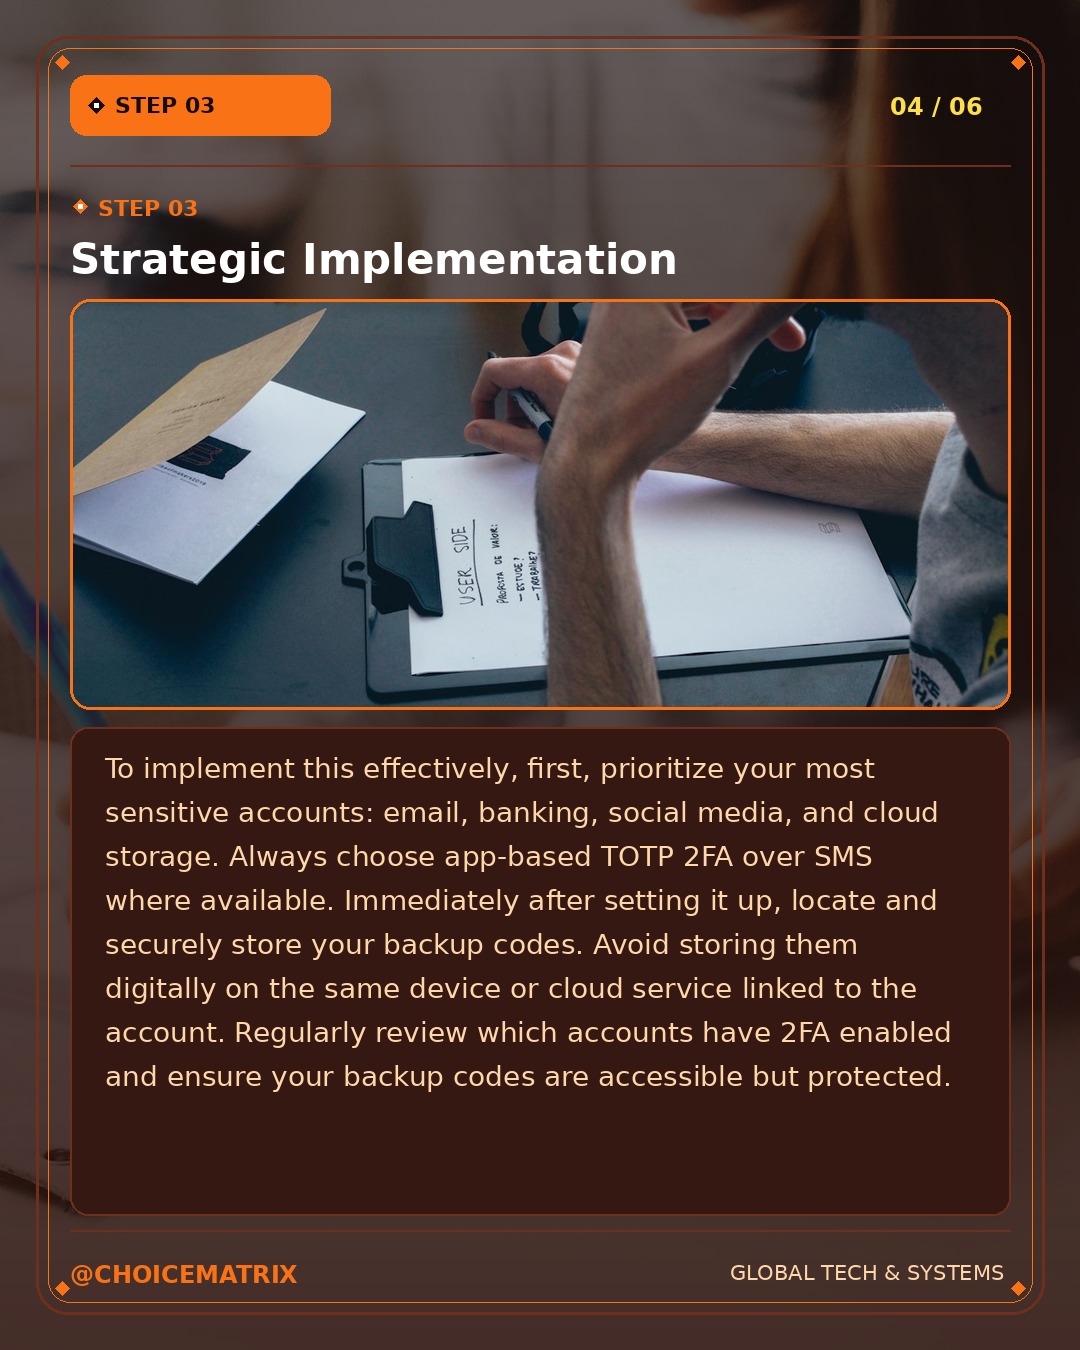 STEP 03
04 / 06
STEP 03
Strategic Implementation
USER SIDE
PROPOSTA DE VALOR:
- ESTUDE?
- TRABALHE?
To implement this effectively, first, prioritize your most
sensitive accounts: email, banking, social media, and cloud
storage. Always choose app-based TOTP 2FA over SMS
where available. Immediately after setting it up, locate and
securely store your backup codes. Avoid storing them
digitally on the same device or cloud service linked to the
account. Regularly review which accounts have 2FA enabled
and ensure your backup codes are accessible but protected.
@CHOICEMATRIX
GLOBAL TECH & SYSTEMS